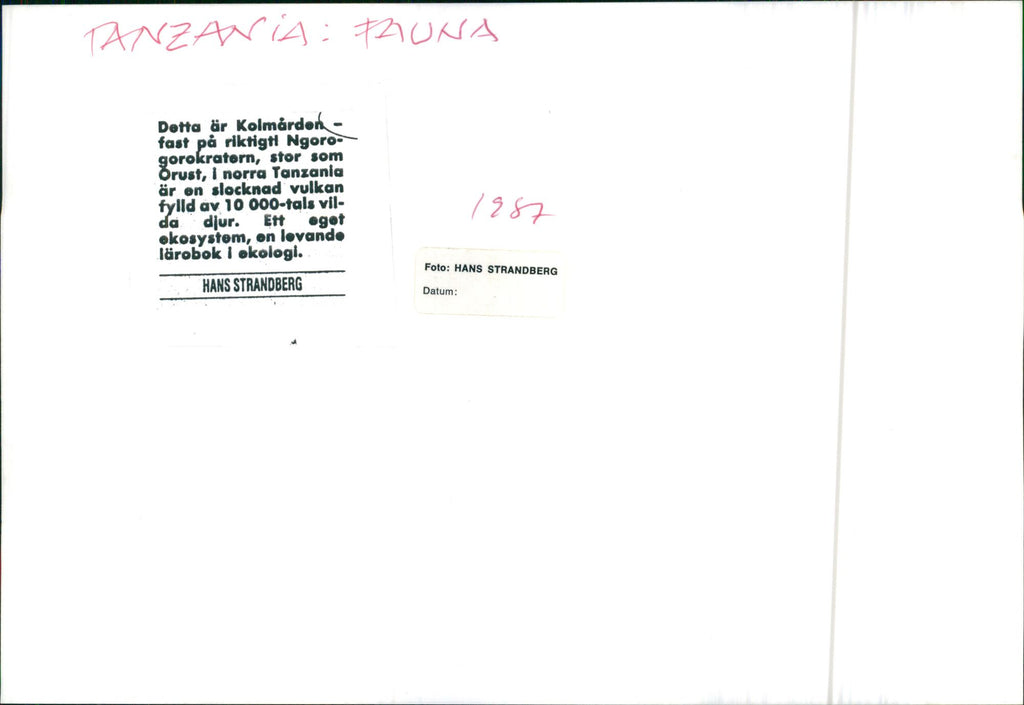 TANZANIA: FAUNA
Detta är Kolmården –
fast på riktigt! Ngoro-
gorokratern, stor som
Orust, i norra Tanzania
är en slocknad vulkan
fylld av 10 000-tals vil-
da djur. Ett eget
ekosystem, en levande
lärobok i ekologi.
HANS STRANDBERG
1987
Foto: HANS STRANDBERG
Datum: